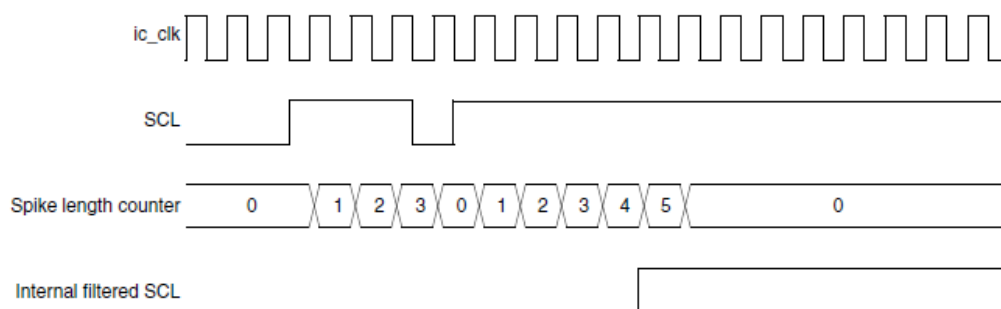 ic_clk
SCL
Spike length counter 0 1 2 3 0 1 2 3 4 5 0
Internal filtered SCL